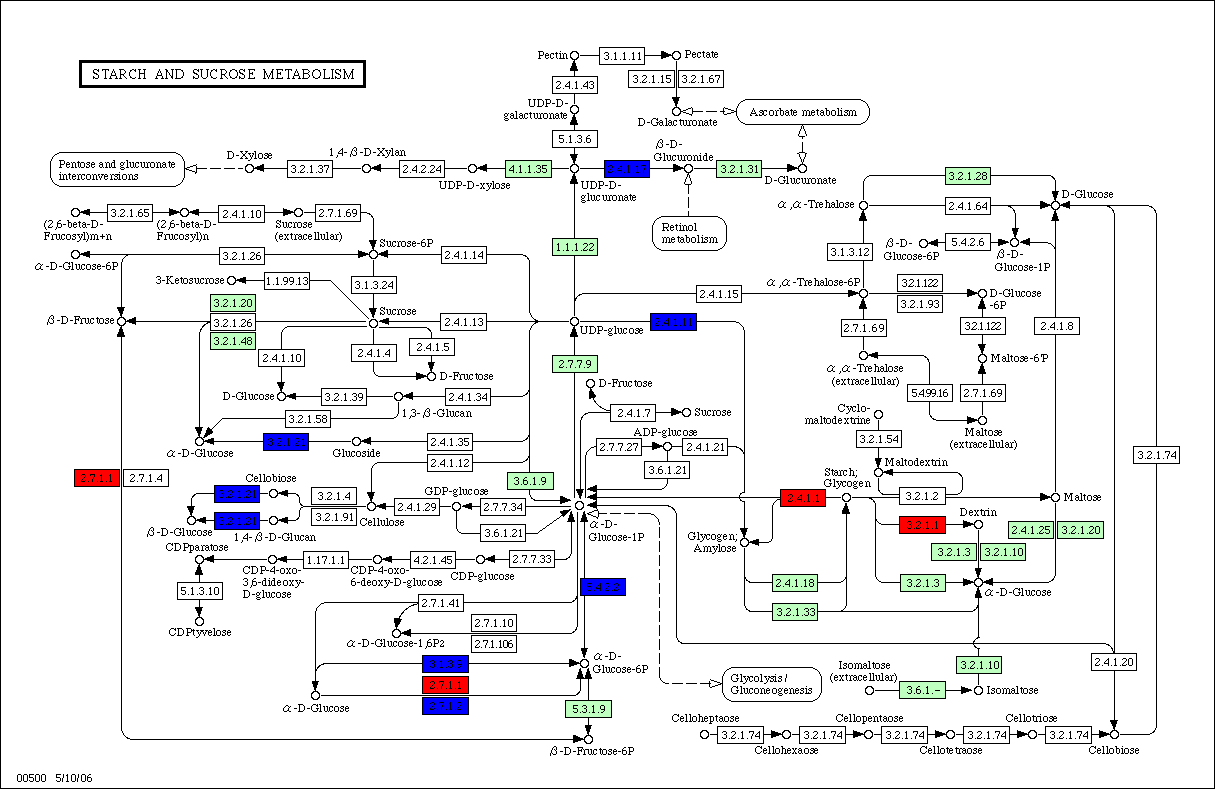 STARCH AND SUCROSE METABOLISM
Pectin
3.1.1.11
Pectate
2.4.1.43
3.2.1.15
3.2.1.67
UDP-D-
galacturonate
D-Galacturonate
Ascorbate metabolism
5.1.3.6
Pentose and glucuronate
interconversions
D-Xylose
3.2.1.37
1,4-β-D-Xylan
2.4.2.24
UDP-D-xylose
4.1.1.35
UDP-D-
glucuronate
2.4.1.17
β-D-
Glucuronide
3.2.1.31
D-Glucuronate
Retinol
metabolism
1.1.1.22
3.2.1.28
α,α-Trehalose
2.4.1.64
D-Glucose
β-D-
Glucose-6P
5.4.2.6
β-D-
Glucose-1P
3.1.3.12
(2,6-beta-D-
Frucosyl)m+n
3.2.1.65
(2,6-beta-D-
Frucosyl)n
2.4.1.10
Sucrose
(extracellular)
2.7.1.69
α-D-Glucose-6P
3.2.1.26
Sucrose-6P
2.4.1.14
3-Ketosucrose
1.1.99.13
3.1.3.24
2.4.1.15
α,α-Trehalose-6P
3.2.1.122
3.2.1.93
D-Glucose
-6P
3.2.1.20
3.2.1.26
3.2.1.48
β-D-Fructose
Sucrose
2.4.1.13
UDP-glucose
2.4.1.11
2.7.1.69
3.2.1.122
2.4.1.8
2.4.1.10
2.4.1.4
2.4.1.5
D-Fructose
2.7.7.9
α,α-Trehalose
(extracellular)
Maltose-6'P
D-Glucose
3.2.1.39
1,3-β-Glucan
2.4.1.34
D-Fructose
5.4.99.16
2.7.1.69
3.2.1.58
2.4.1.7
Sucrose
Cyclo-
maltodextrine
Maltose
(extracellular)
α-D-Glucose
3.2.1.21
Glucoside
2.4.1.35
ADP-glucose
2.7.7.27
2.4.1.21
3.2.1.54
3.2.1.74
2.4.1.12
3.6.1.21
Maltodextrin
2.7.1.1
2.7.1.4
Cellobiose
3.2.1.21
3.2.1.4
GDP-glucose
3.6.1.9
Starch;
Glycogen
2.4.1.1
3.2.1.2
Maltose
3.2.1.91
Cellulose
2.4.1.29
2.7.7.34
3.2.1.21
β-D-Glucose
1,4-β-D-Glucan
3.6.1.21
α-D-
Glucose-1P
Dextrin
3.2.1.1
2.4.1.25
3.2.1.20
Glycogen;
Amylose
3.2.1.3
3.2.1.10
CDPparatose
1.17.1.1
4.2.1.45
2.7.7.33
CDP-4-oxo-
3,6-dideoxy-
D-glucose
CDP-4-oxo-
6-deoxy-D-glucose
CDP-glucose
5.1.3.10
5.4.2.2
2.4.1.18
3.2.1.3
α-D-Glucose
CDPtyvelose
2.7.1.41
2.4.1.33
2.7.1.10
2.7.1.106
α-D-Glucose-1,6P2
3.1.3.9
α-D-
Glucose-6P
2.7.1.1
2.7.1.2
α-D-Glucose
5.3.1.9
β-D-Fructose-6P
Glycolysis /
Gluconeogenesis
Isomaltose
(extracellular)
3.2.1.10
3.6.1.-
Isomaltose
2.4.1.20
Celloheptaose
Cellopentaose
Cellotriose
3.2.1.74
3.2.1.74
3.2.1.74
3.2.1.74
Cellohexaose
Cellotetraose
Cellobiose
00500 5/10/06